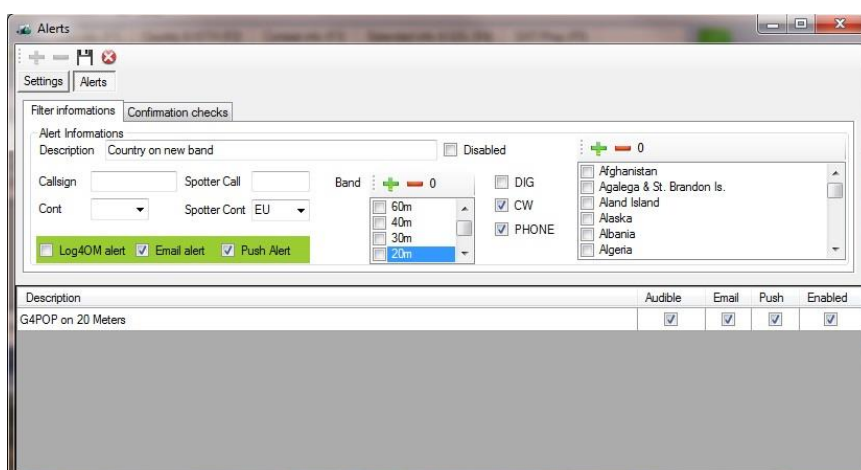 Alerts
Settings Alerts
Filter informations Confirmation checks
Alert Informations
Description Country on new band Disabled
0
Callsign Spotter Call Band 0 DIG
Cont Spotter Cont EU CW
PHONE
60m
40m
30m
20m
Afghanistan
Agalega & St. Brandon Is.
Aland Island
Alaska
Albania
Algeria
Log4OM alert Email alert Push Alert
Description Audible Email Push Enabled
G4POP on 20 Meters